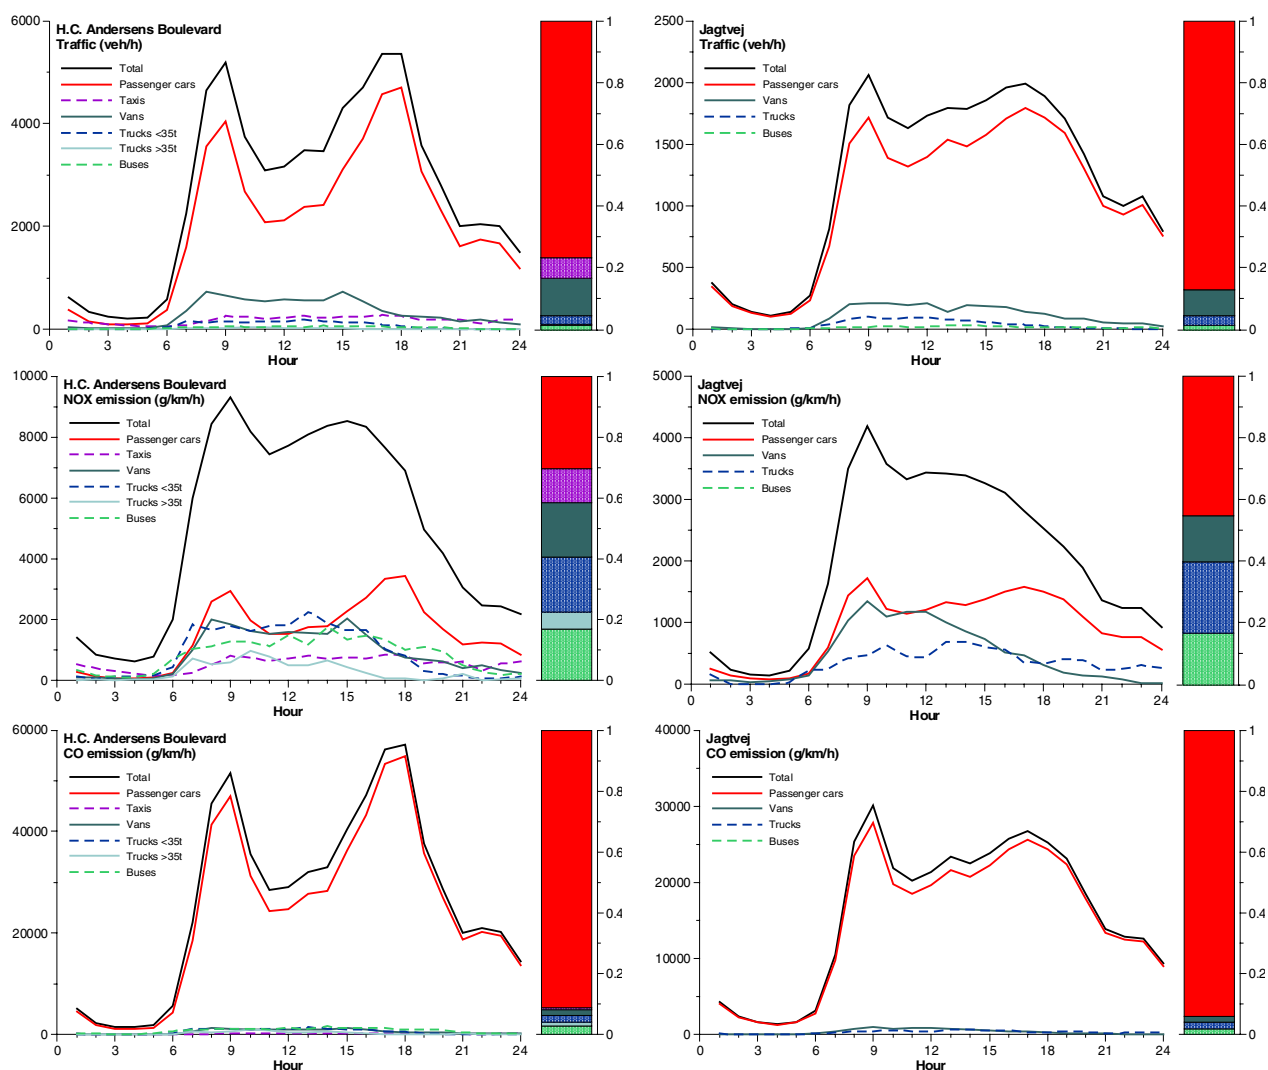 H.C. Andersens Boulevard
Traffic (veh/h)
Total
Passenger cars
Taxis
Vans
Trucks <35t
Trucks >35t
Buses
6000
4000
2000
0
0 3 6 9 12 15 18 21 24
Hour
1
0.8
0.6
0.4
0.2
0
Jagtvej
Traffic (veh/h)
Total
Passenger cars
Vans
Trucks
Buses
2500
2000
1500
1000
500
0
0 3 6 9 12 15 18 21 24
Hour
1
0.8
0.6
0.4
0.2
0
H.C. Andersens Boulevard
NOX emission (g/km/h)
Total
Passenger cars
Taxis
Vans
Trucks <35t
Trucks >35t
Buses
10000
8000
6000
4000
2000
0
0 3 6 9 12 15 18 21 24
Hour
1
0.8
0.6
0.4
0.2
0
Jagtvej
NOX emission (g/km/h)
Total
Passenger cars
Vans
Trucks
Buses
5000
4000
3000
2000
1000
0
0 3 6 9 12 15 18 21 24
Hour
1
0.8
0.6
0.4
0.2
0
H.C. Andersens Boulevard
CO emission (g/km/h)
Total
Passenger cars
Taxis
Vans
Trucks <35t
Trucks >35t
Buses
60000
40000
20000
0
0 3 6 9 12 15 18 21 24
Hour
1
0.8
0.6
0.4
0.2
0
Jagtvej
CO emission (g/km/h)
Total
Passenger cars
Vans
Trucks
Buses
40000
30000
20000
10000
0
0 3 6 9 12 15 18 21 24
Hour
1
0.8
0.6
0.4
0.2
0